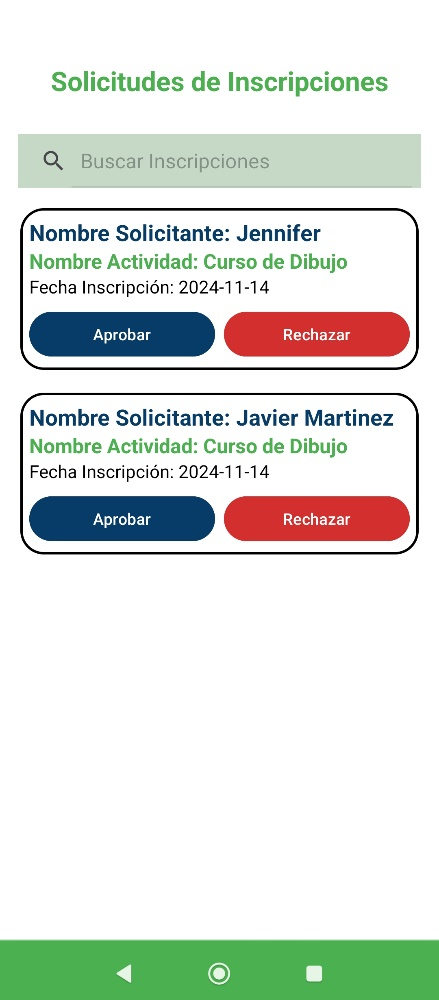 Solicitudes de Inscripciones
Buscar Inscripciones
Nombre Solicitante: Jennifer
Nombre Actividad: Curso de Dibujo
Fecha Inscripción: 2024-11-14
Aprobar Rechazar
Nombre Solicitante: Javier Martinez
Nombre Actividad: Curso de Dibujo
Fecha Inscripción: 2024-11-14
Aprobar Rechazar